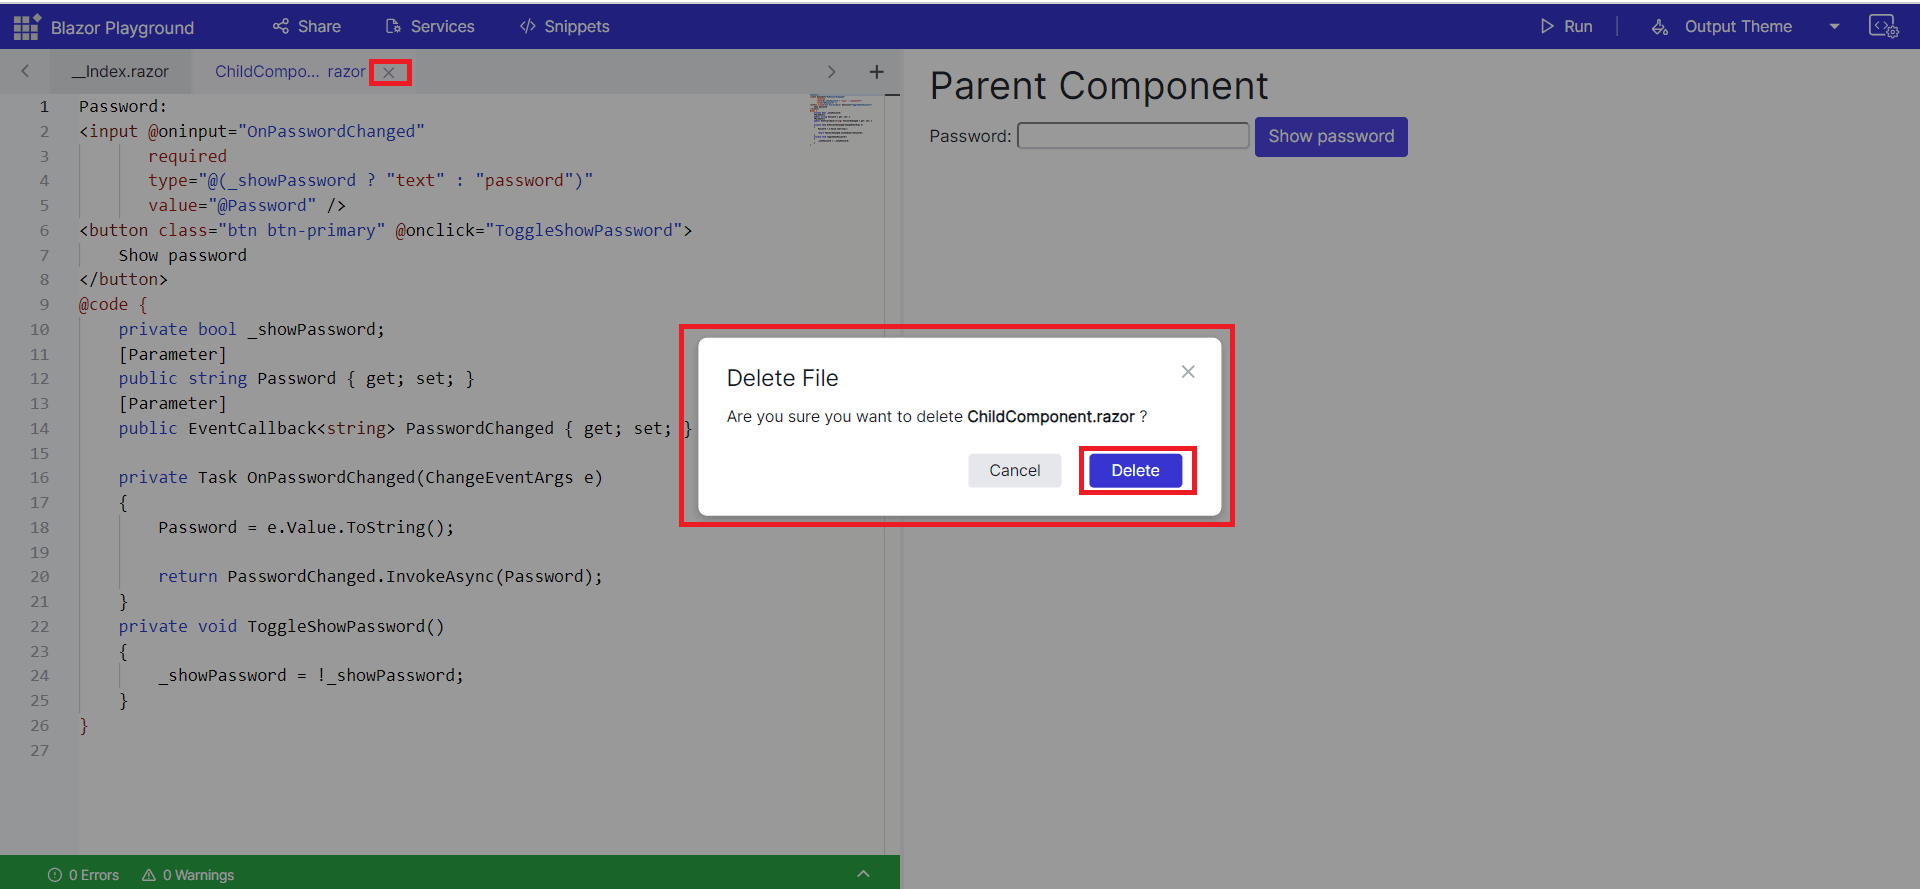 Blazor Playground
Share
Services
Snippets
Run
Output Theme
__Index.razor
ChildCompo... razor
1 Password:
2 <input @oninput="OnPasswordChanged"
3 required
4 type="@(_showPassword ? "text" : "password")"
5 value="@Password" />
6 <button class="btn btn-primary" @onclick="ToggleShowPassword">
7 Show password
8 </button>
9 @code {
10 private bool _showPassword;
11 [Parameter]
12 public string Password { get; set; }
13 [Parameter]
14 public EventCallback<string> PasswordChanged { get; set; }
15
16 private Task OnPasswordChanged(ChangeEventArgs e)
17 {
18 Password = e.Value.ToString();
19
20 return PasswordChanged.InvokeAsync(Password);
21 }
22 private void ToggleShowPassword()
23 {
24 _showPassword = !_showPassword;
25 }
26 }
27
0 Errors
0 Warnings
Parent Component
Password:
Show password
Delete File
Are you sure you want to delete ChildComponent.razor ?
Cancel
Delete